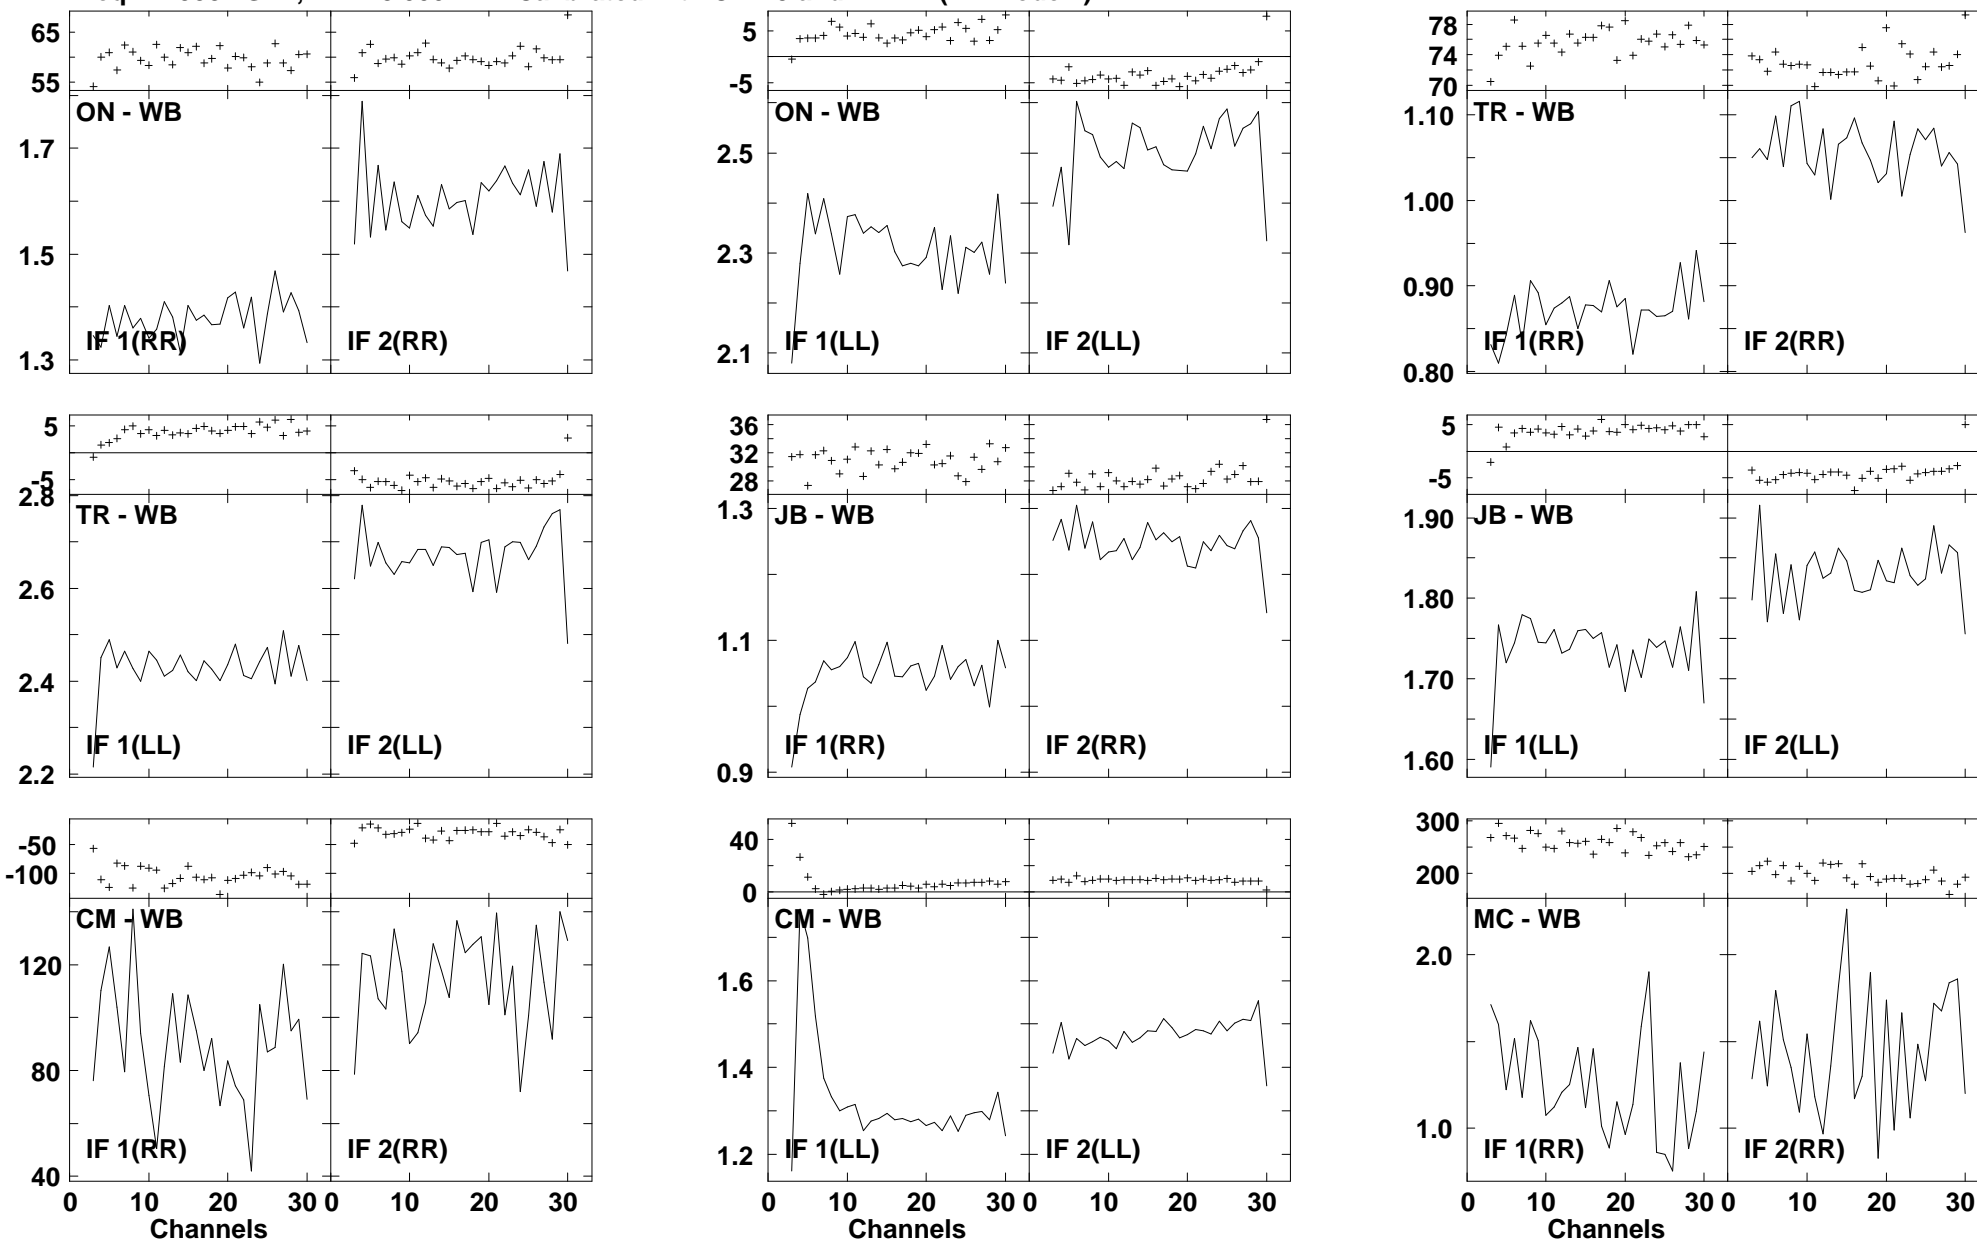 65
55
ON - WB
1.7
1.5
1.3
IF 1(RR)
IF 2(RR)
5
-5
ON - WB
2.5
2.3
2.1
IF 1(LL)
IF 2(LL)
78
74
70
TR - WB
1.10
1.00
0.90
0.80
IF 1(RR)
IF 2(RR)
5
-5
2.8
TR - WB
2.6
2.4
2.2
IF 1(LL)
IF 2(LL)
36
32
28
1.3
JB - WB
1.1
0.9
IF 1(RR)
IF 2(RR)
5
-5
1.90
JB - WB
1.80
1.70
1.60
IF 1(LL)
IF 2(LL)
-50
-100
CM - WB
120
80
40
IF 1(RR)
IF 2(RR)
0 10 20 30 0 10 20 30
Channels
40
0
CM - WB
1.6
1.4
1.2
IF 1(LL)
IF 2(LL)
0 10 20 30 0 10 20 30
Channels
300
200
MC - WB
2.0
1.0
IF 1(RR)
IF 2(RR)
0 10 20 30 0 10 20 30
Channels